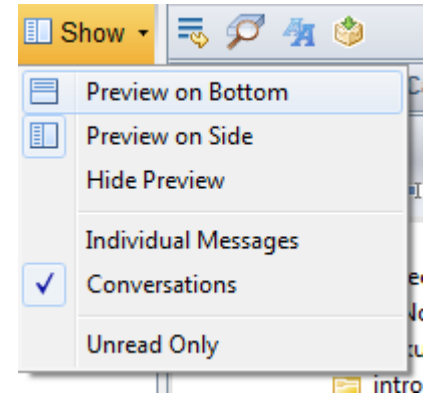 Show
Preview on Bottom
Preview on Side
Hide Preview
Individual Messages
Conversations
Unread Only
intro